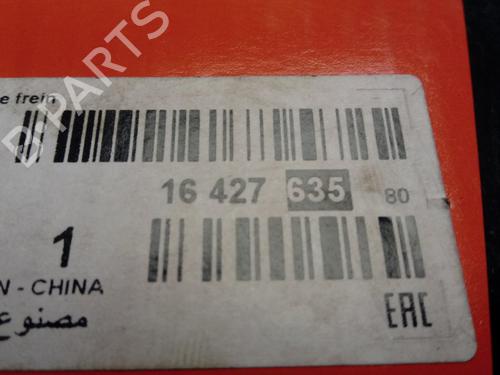 e frein
16 427 635 80
1
N - CHINA
مصنوع
EAC
B-PARTS